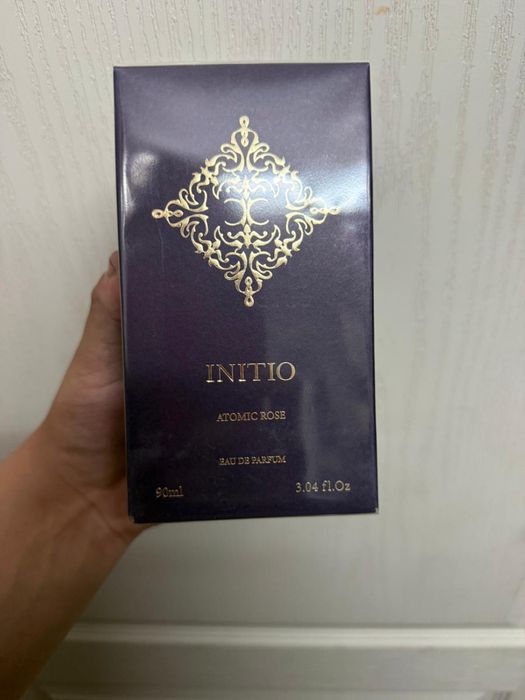 INITIO
ATOMIC ROSE
EAU DE PARFUM
90ml 3.04 fl.Oz